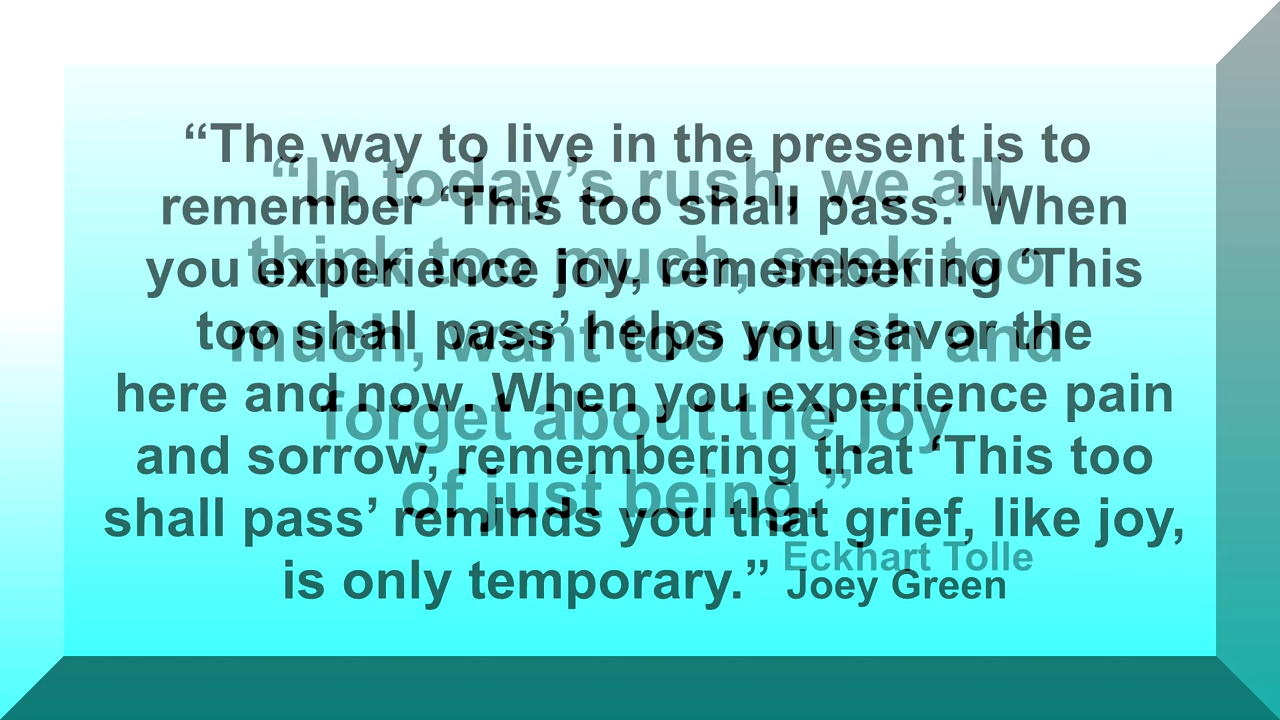 “The way to live in the present is to
remember ‘This too shall pass.’ When
you experience joy, remembering ‘This
too shall pass’ helps you savor the
here and now. When you experience pain
and sorrow, remembering that ‘This too
shall pass’ reminds you that grief, like joy,
is only temporary.” Joey Green
“In today’s rush, we all
think too much, seek too
much, want too much and
forget about the joy
of just being.”
Eckhart Tolle